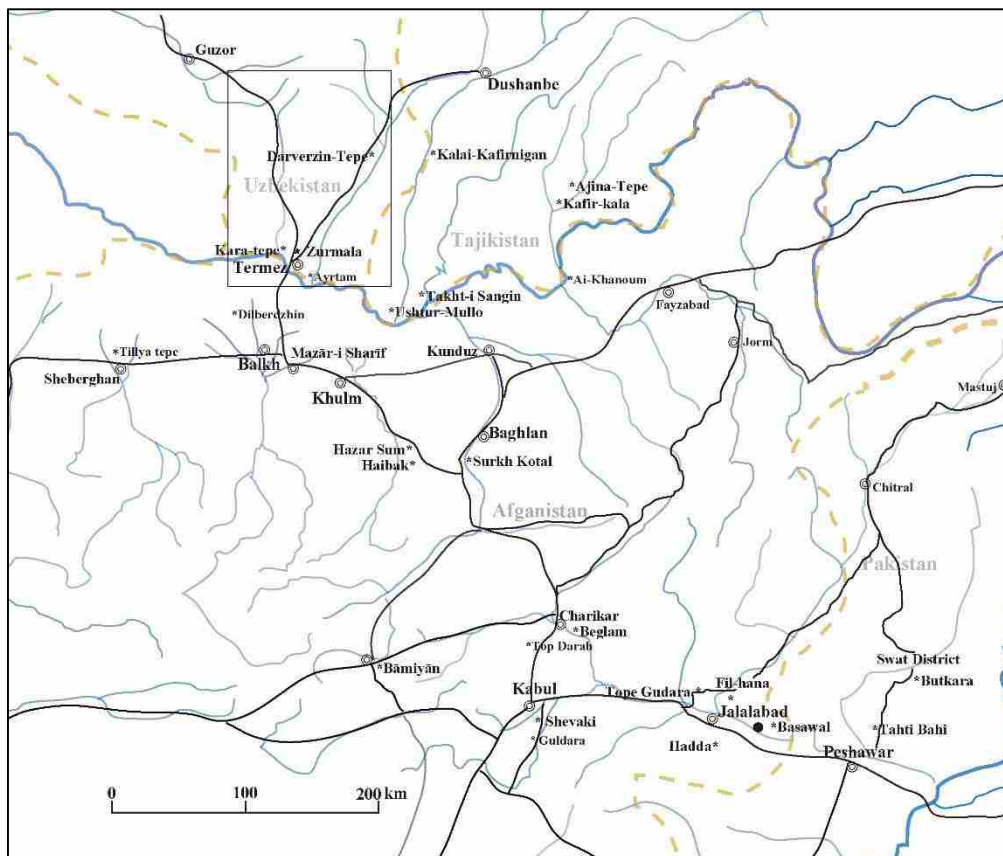 Guzor
Dushanbe
Darverzin-Tepe*
*Kalai-Kafirnigan
Uzbekistan
*Ajina-Tepe
*Kafir-kala
Tajikistan
Kara-tepe*
* Zurmala
Termez
*Ayrtam
*Ai-Khanoum
*Takht-i Sangin
*Ushtur-Mullo
Fayzabad
*Dilberozhin
Jorm
*Tillya tepe
Mazār-i Sharīf
Kunduz
Balkh
Sheberghan
Khulm
Mastuj
Baghlan
Hazar Sum*
Haibak*
*Surkh Kotal
Chitral
Afganistan
Pakistan
Charikar
*Beglam
*Top Darah
Swat District
*Bāmiyān
*Butkara
Fil-hana
*
Tope Gudara*
Kabul
Jalalabad
* Shevaki
*Basawal
*Tahti Bahi
* Guldara
Hadda*
Peshawar
0 100 200 km